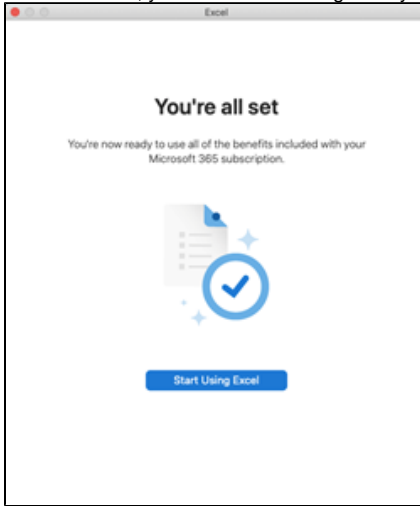 Excel
You're all set
You're now ready to use all of the benefits included with your
Microsoft 365 subscription.
Start Using Excel